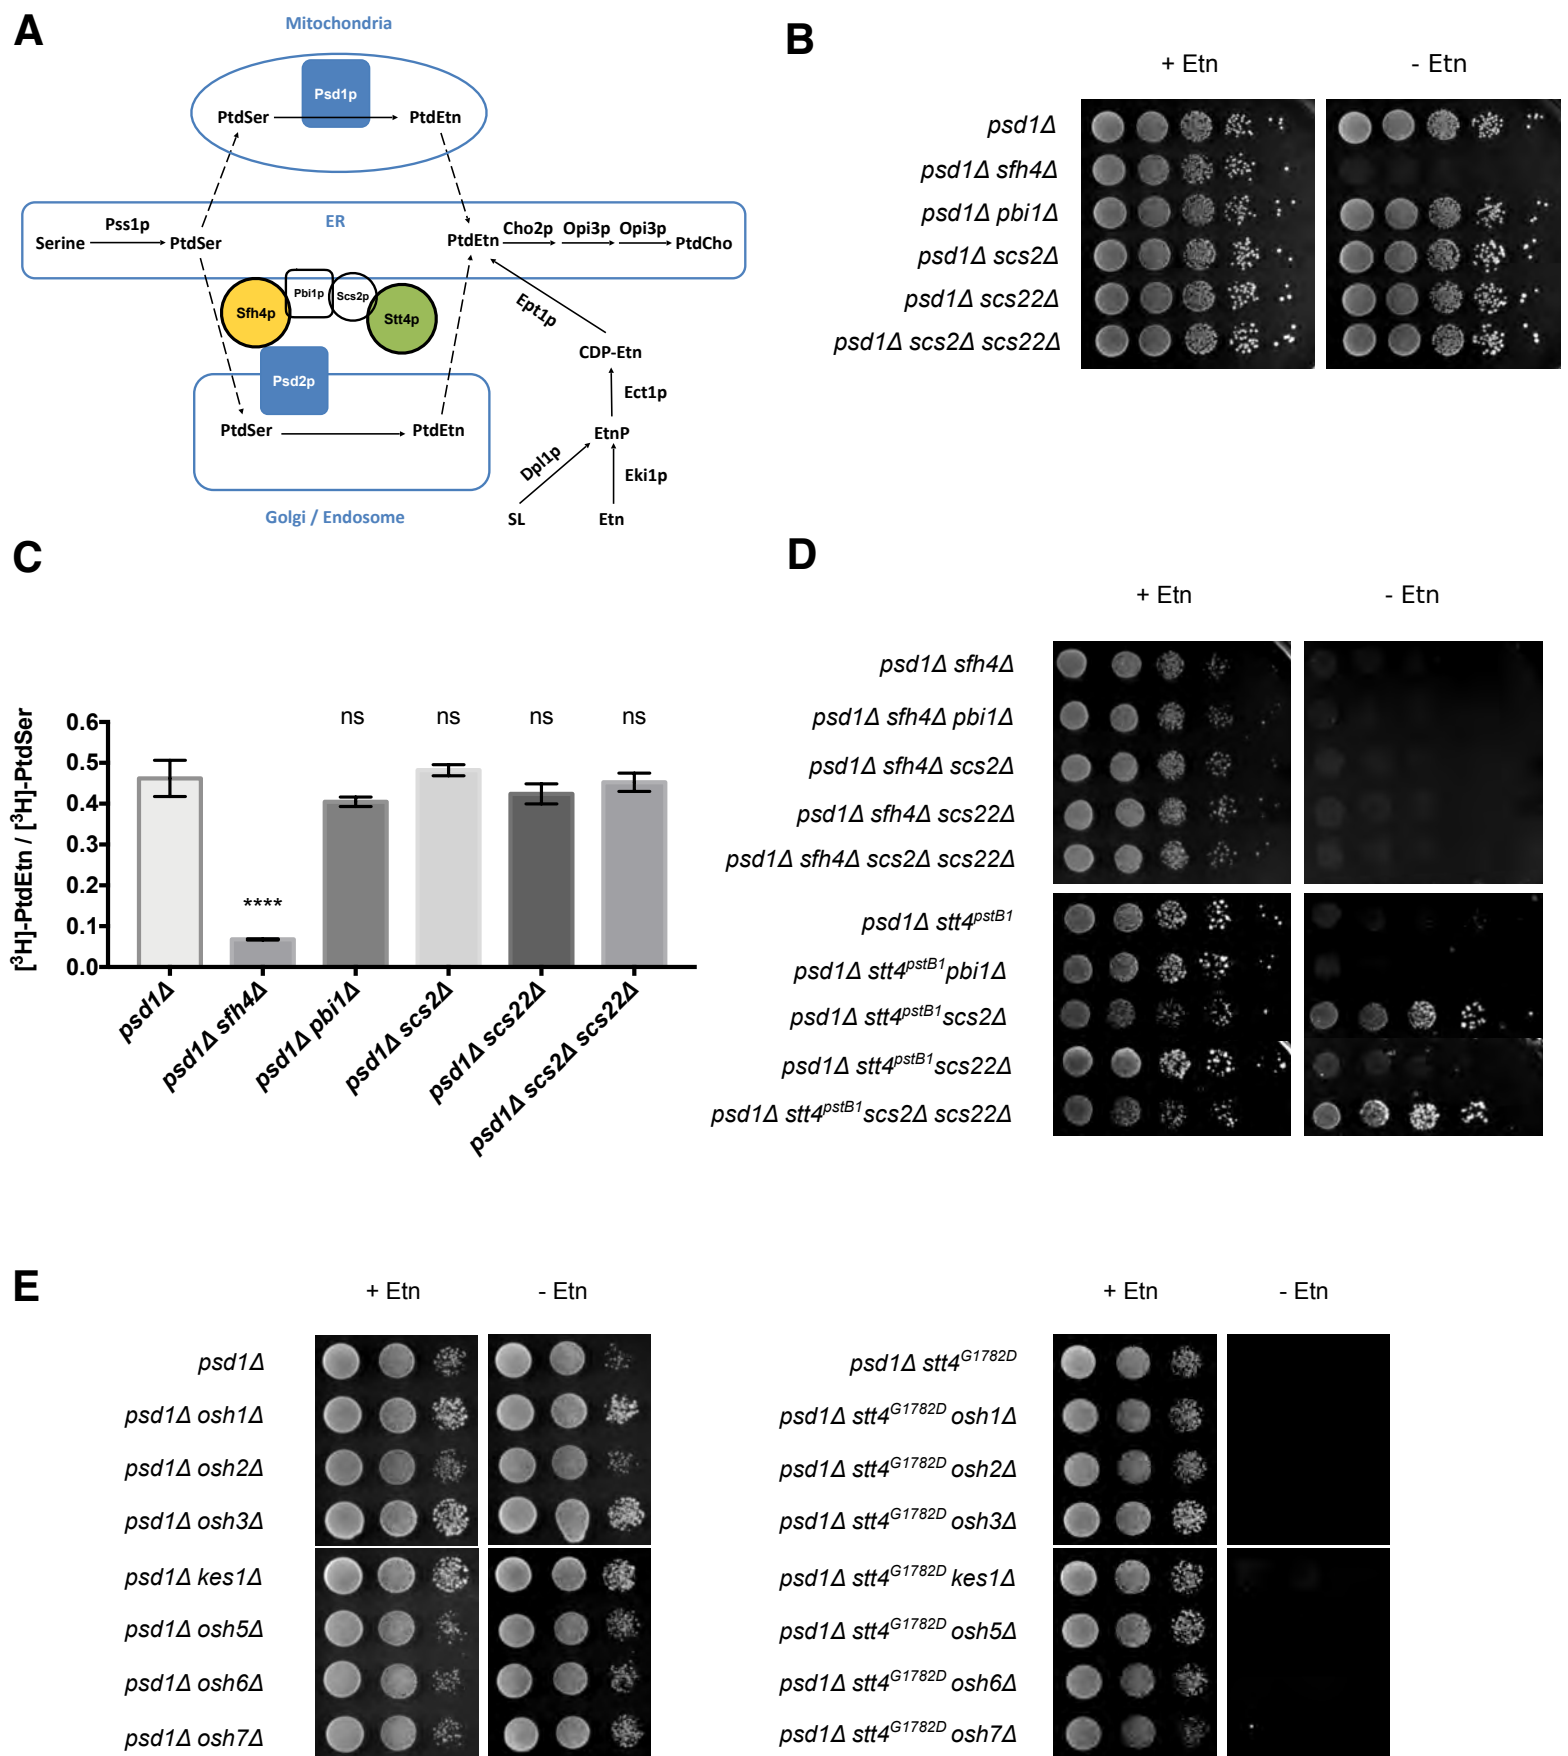 A
Mitochondria
Psd1p
PtdSer
PtdEtn
ER
Serine
Pss1p
PtdSer
PtdEtn
Cho2p
Opi3p
Opi3p
PtdCho
Sfh4p
Pbi1p
Scs2p
Stt4p
Ept1p
CDP-Etn
Psd2p
Ect1p
PtdSer
PtdEtn
EtnP
Dpl1p
Eki1p
Golgi / Endosome
SL
Etn
B
+ Etn
- Etn
psd1Δ
psd1Δ sfh4Δ
psd1Δ pbi1Δ
psd1Δ scs2Δ
psd1Δ scs22Δ
psd1Δ scs2Δ scs22Δ
C
[³H]-PtdEtn / [³H]-PtdSer
0.6
0.5
0.4
0.3
0.2
0.1
0.0
****
ns
ns
ns
ns
psd1Δ
psd1Δ sfh4Δ
psd1Δ pbi1Δ
psd1Δ scs2Δ
psd1Δ scs22Δ
psd1Δ scs2Δ scs22Δ
D
+ Etn
- Etn
psd1Δ sfh4Δ
psd1Δ sfh4Δ pbi1Δ
psd1Δ sfh4Δ scs2Δ
psd1Δ sfh4Δ scs22Δ
psd1Δ sfh4Δ scs2Δ scs22Δ
psd1Δ stt4pstB1
psd1Δ stt4pstB1pbi1Δ
psd1Δ stt4pstB1scs2Δ
psd1Δ stt4pstB1scs22Δ
psd1Δ stt4pstB1scs2Δ scs22Δ
E
+ Etn
- Etn
psd1Δ
psd1Δ osh1Δ
psd1Δ osh2Δ
psd1Δ osh3Δ
psd1Δ kes1Δ
psd1Δ osh5Δ
psd1Δ osh6Δ
psd1Δ osh7Δ
+ Etn
- Etn
psd1Δ stt4G1782D
psd1Δ stt4G1782D osh1Δ
psd1Δ stt4G1782D osh2Δ
psd1Δ stt4G1782D osh3Δ
psd1Δ stt4G1782D kes1Δ
psd1Δ stt4G1782D osh5Δ
psd1Δ stt4G1782D osh6Δ
psd1Δ stt4G1782D osh7Δ